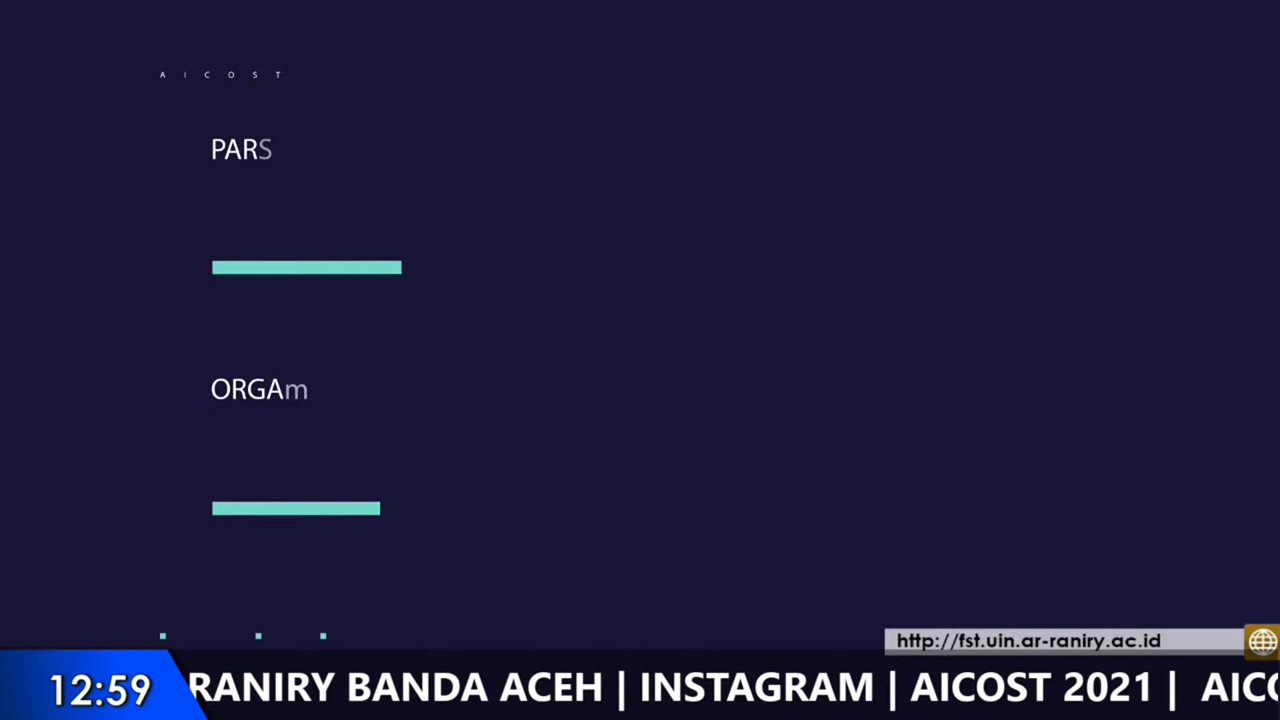 A I C O S T
PARS
ORGAm
http://fst.uin.ar-raniry.ac.id
12:59 RANIRY BANDA ACEH | INSTAGRAM | AICOST 2021 | AICO